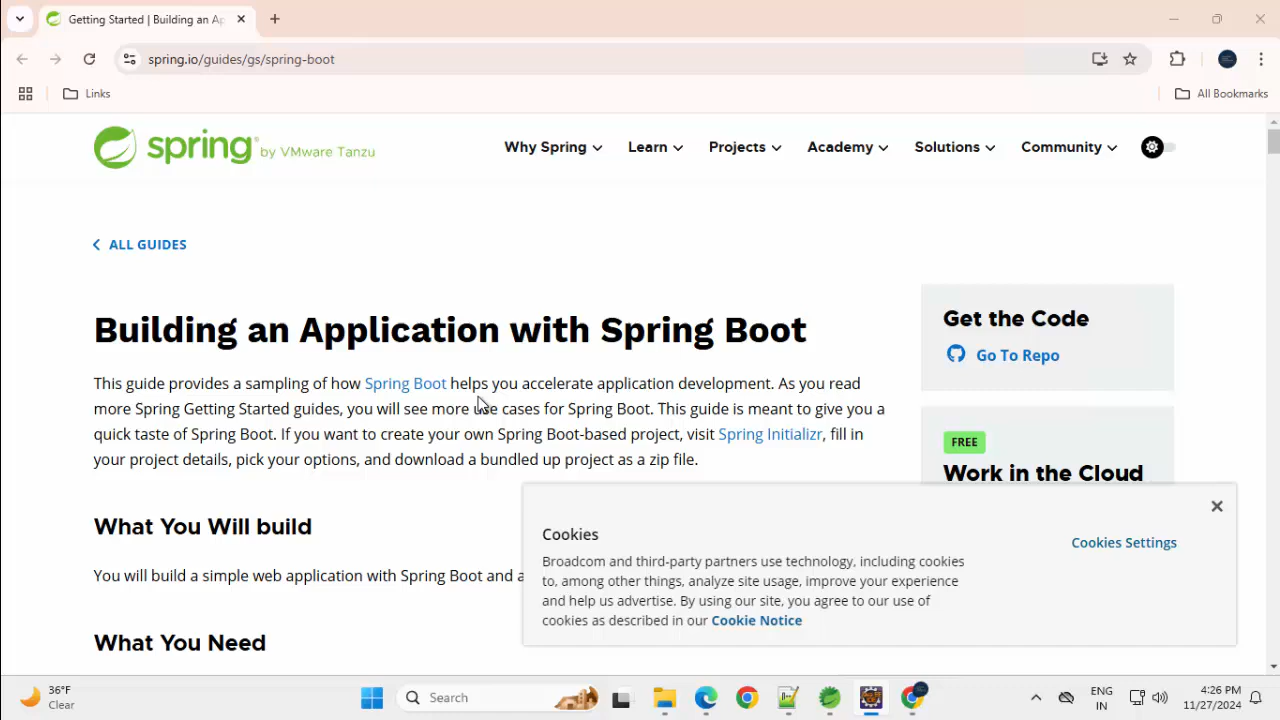 Getting Started | Building an Ap
spring.io/guides/gs/spring-boot
Links
All Bookmarks
spring by VMware Tanzu
Why Spring
Learn
Projects
Academy
Solutions
Community
ALL GUIDES
Building an Application with Spring Boot
This guide provides a sampling of how Spring Boot helps you accelerate application development. As you read
more Spring Getting Started guides, you will see more use cases for Spring Boot. This guide is meant to give you a
quick taste of Spring Boot. If you want to create your own Spring Boot-based project, visit Spring Initializr, fill in
your project details, pick your options, and download a bundled up project as a zip file.
Get the Code
Go To Repo
FREE
Work in the Cloud
What You Will build
You will build a simple web application with Spring Boot and a
What You Need
Cookies
Broadcom and third-party partners use technology, including cookies
to, among other things, analyze site usage, improve your experience
and help us advertise. By using our site, you agree to our use of
cookies as described in our Cookie Notice
Cookies Settings
36°F
Clear
Search
ENG
IN
4:26 PM
11/27/2024